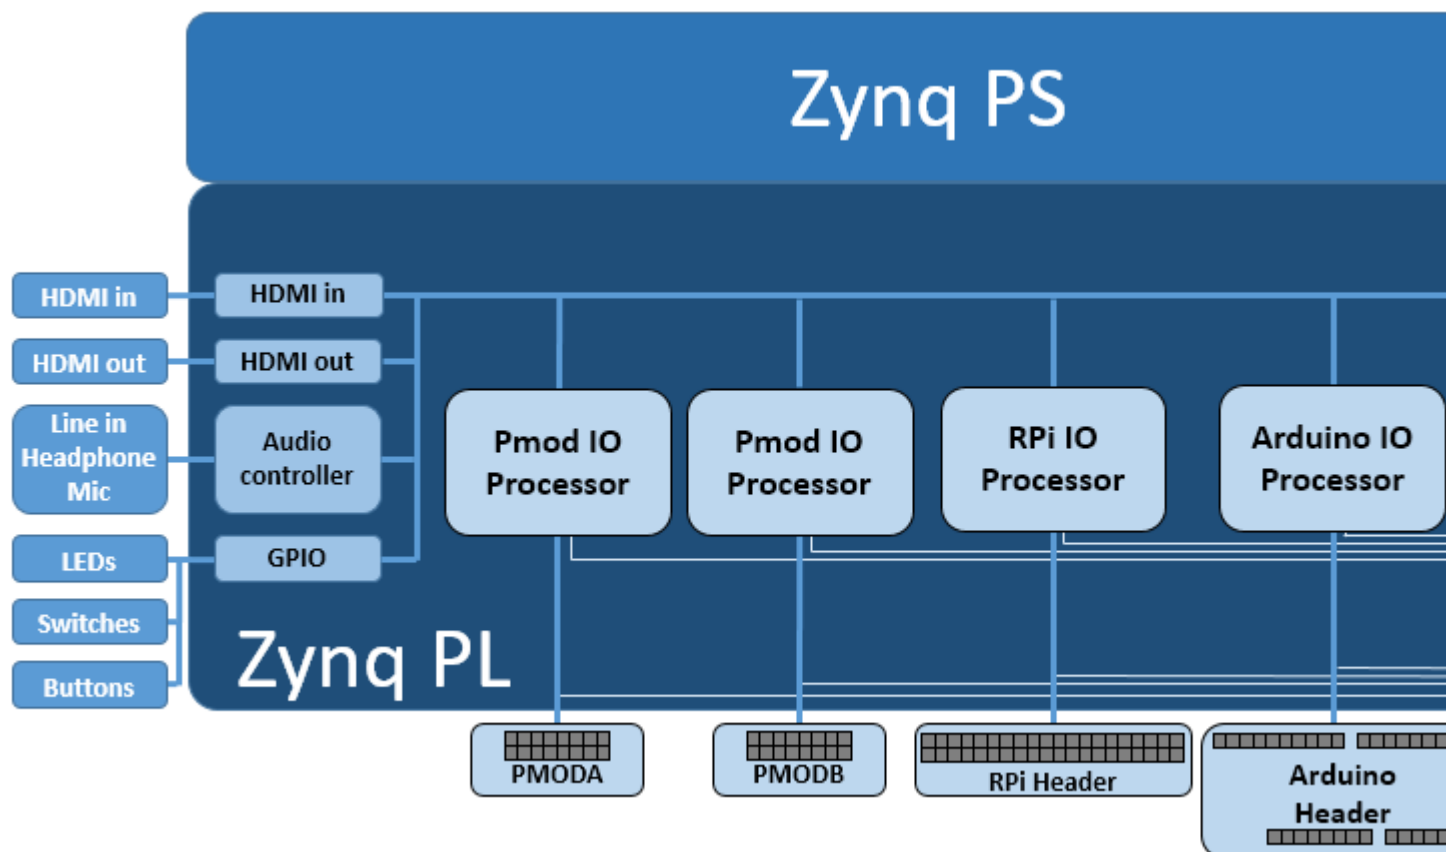 Zynq PS
HDMI in
HDMI in
HDMI out
HDMI out
Line in
Headphone
Mic
Audio
controller
Pmod IO
Processor
Pmod IO
Processor
RPi IO
Processor
Arduino IO
Processor
LEDs
GPIO
Switches
Buttons
Zynq PL
PMODA
PMODB
RPi Header
Arduino
Header